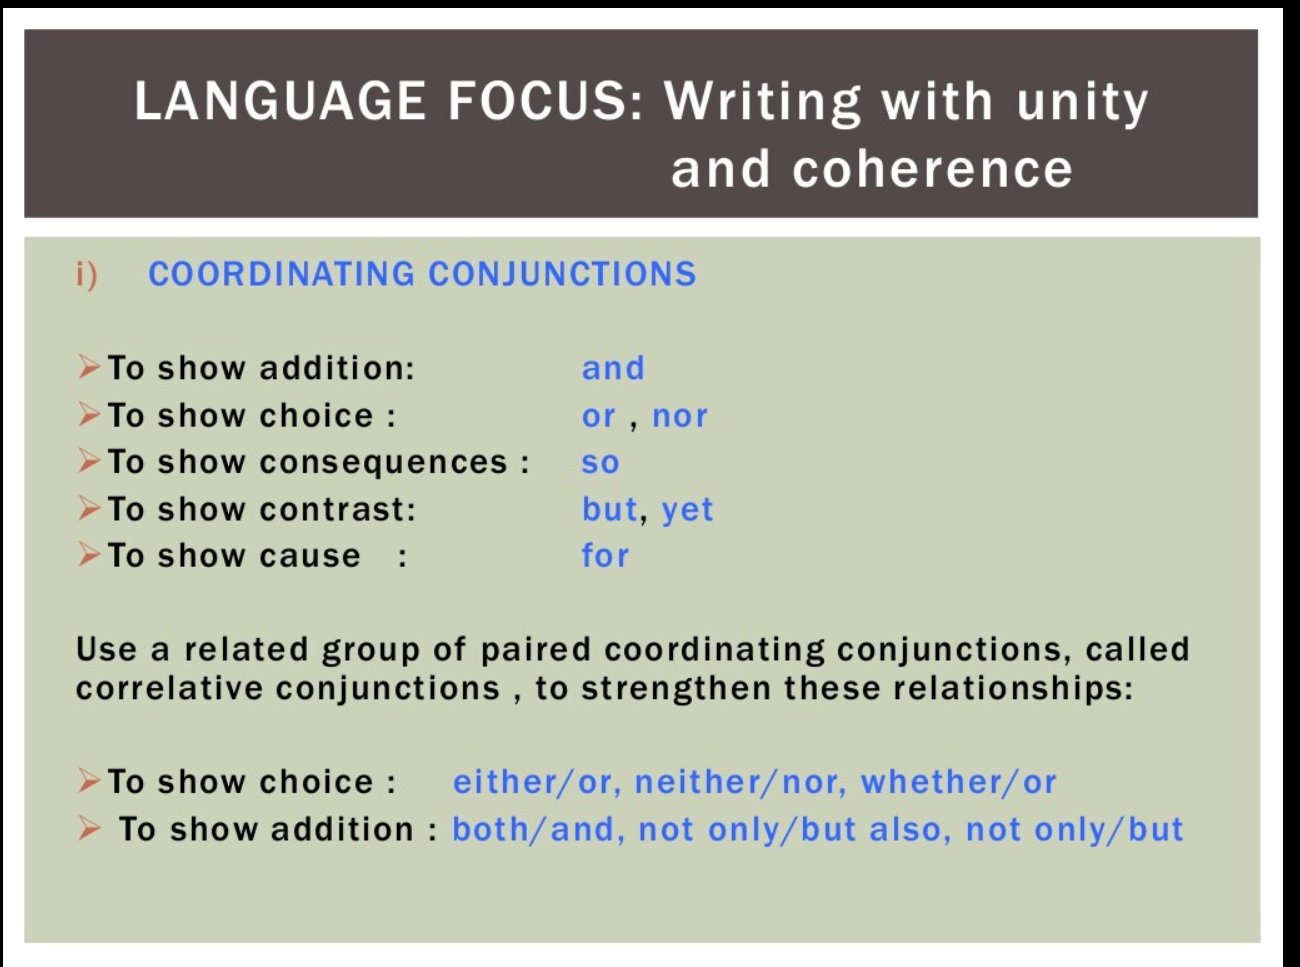 LANGUAGE FOCUS: Writing with unity
and coherence
i) COORDINATING CONJUNCTIONS
To show addition: and
To show choice : or , nor
To show consequences : so
To show contrast: but, yet
To show cause : for
Use a related group of paired coordinating conjunctions, called
correlative conjunctions , to strengthen these relationships:
To show choice : either/or, neither/nor, whether/or
To show addition : both/and, not only/but also, not only/but